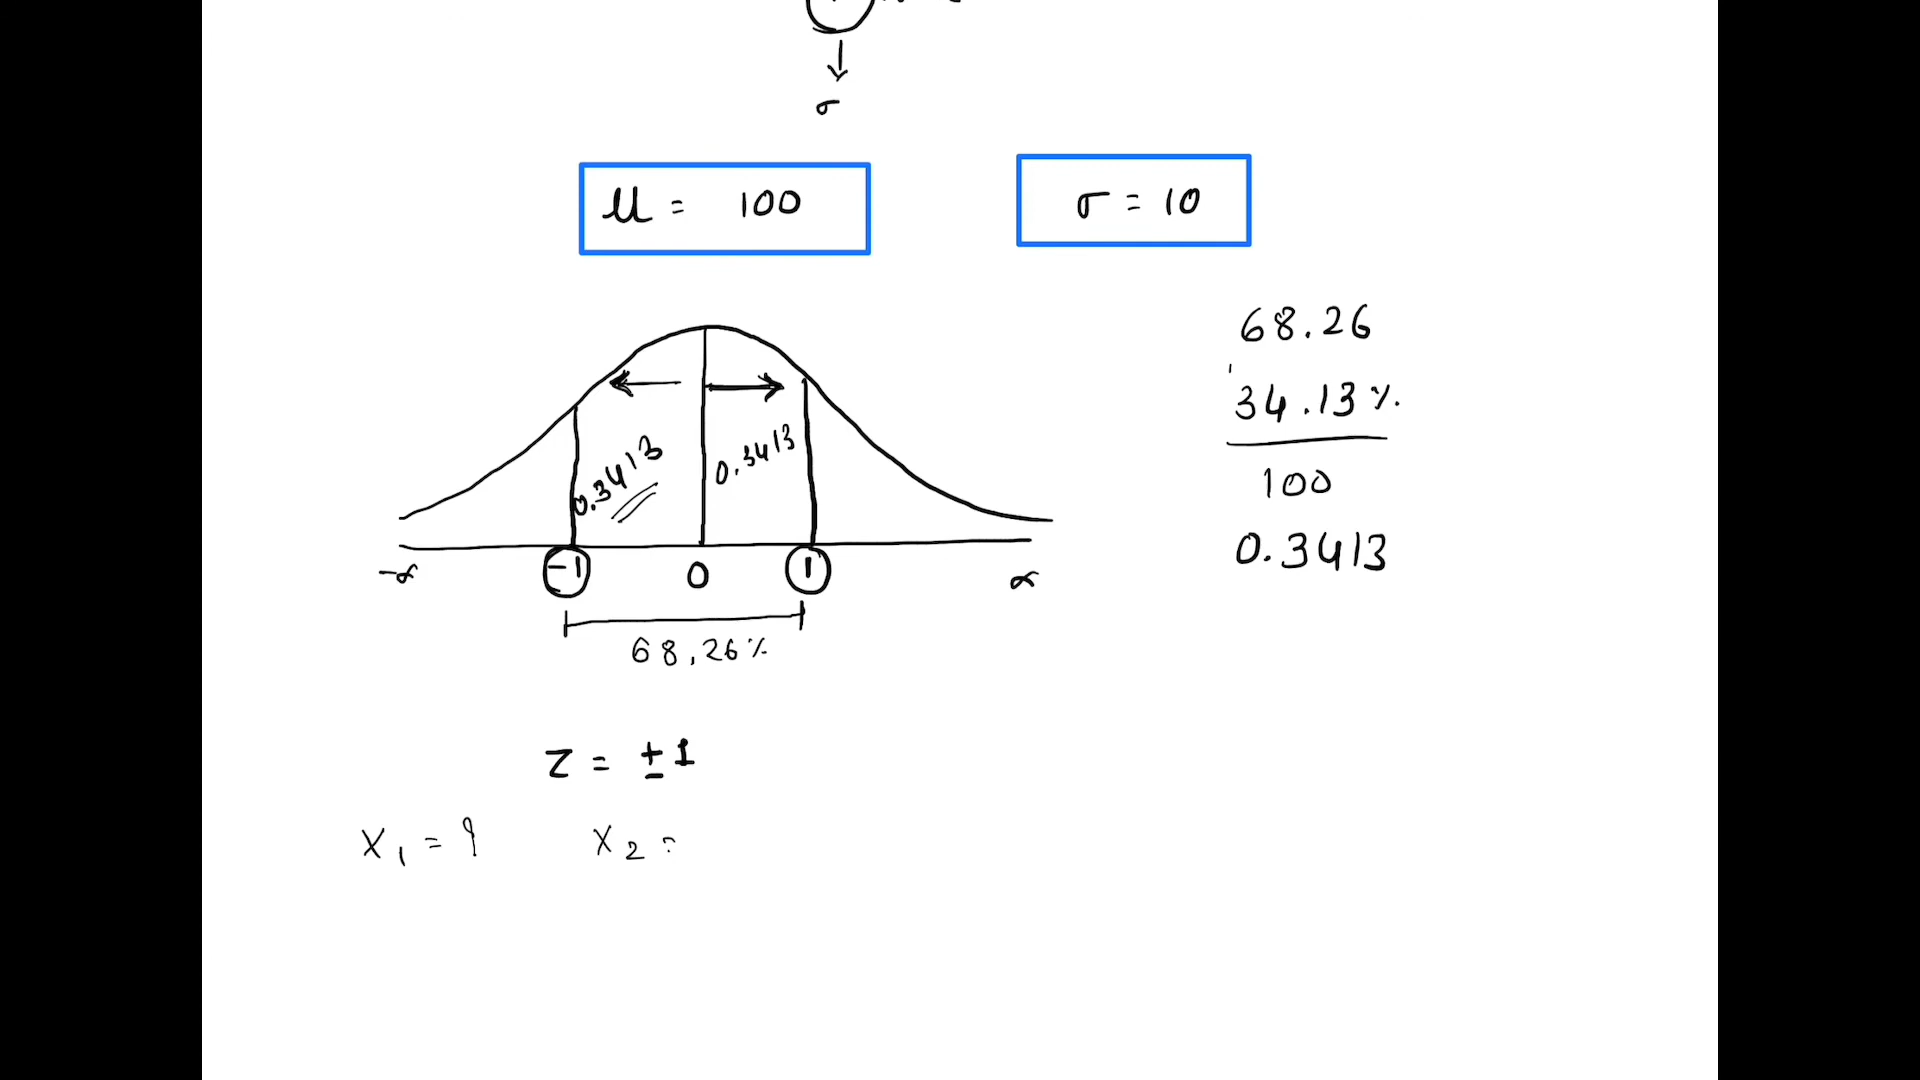 σ
μ = 100
σ = 10
68.26
34.13%
100
0.3413
0.3413
0.3413
-∝
-1
0
1
∝
68.26%
Z = ±1
X₁ = ? X₂ =